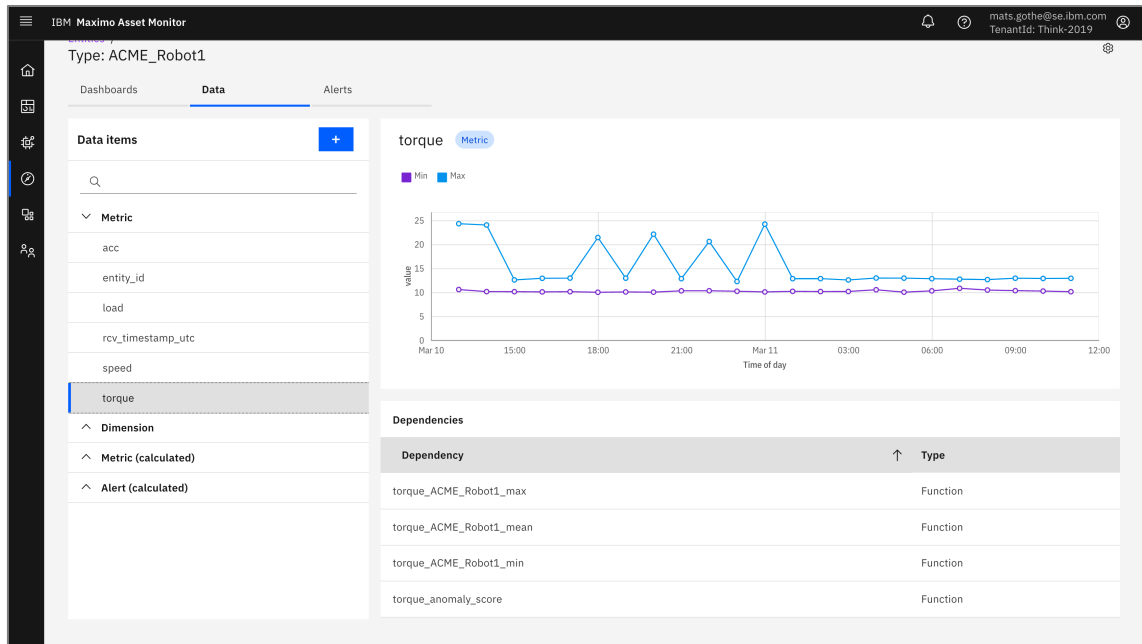 IBM Maximo Asset Monitor
mats.gothe@se.ibm.com
TenantId: Think-2019
Entities /
Type: ACME_Robot1
Dashboards
Data
Alerts
Data items
+
Metric
acc
entity_id
load
rcv_timestamp_utc
speed
torque
Dimension
Metric (calculated)
Alert (calculated)
torque Metric
Min Max
25
20
15
10
5
0
value
Mar 10 15:00 18:00 21:00 Mar 11 03:00 06:00 09:00 12:00
Time of day
Dependencies
Dependency Type
torque_ACME_Robot1_max Function
torque_ACME_Robot1_mean Function
torque_ACME_Robot1_min Function
torque_anomaly_score Function